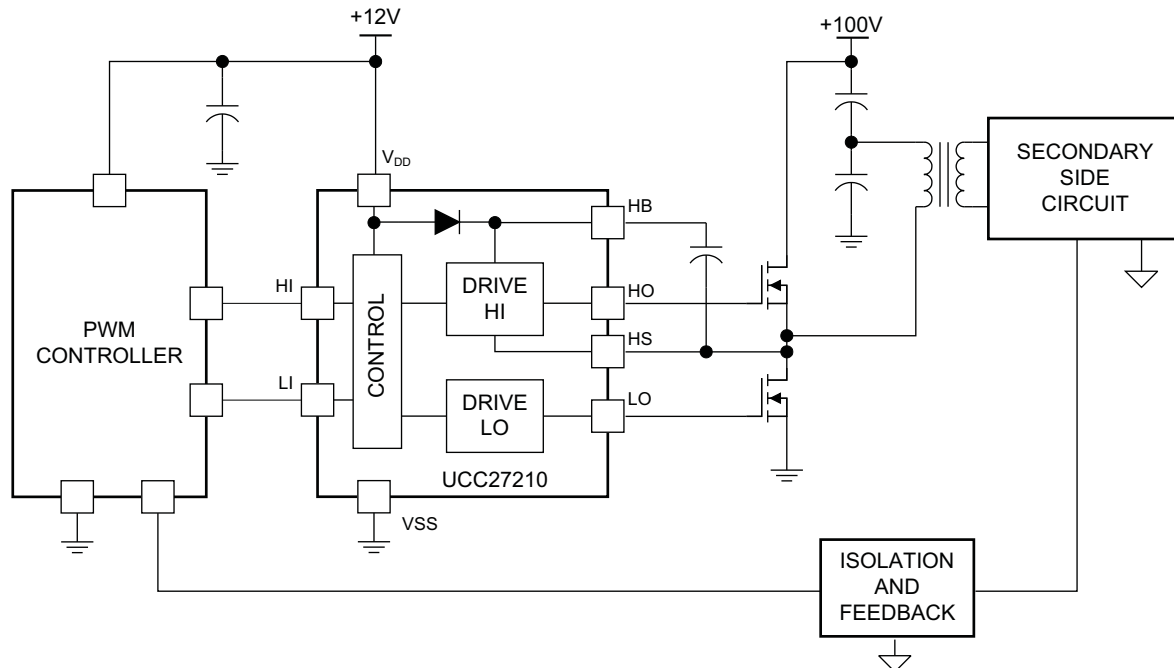 +12V
+100V
V_DD
SECONDARY
SIDE
CIRCUIT
HB
PWM
CONTROLLER
HI
LI
CONTROL
DRIVE
HI
HO
HS
DRIVE
LO
LO
UCC27210
VSS
ISOLATION
AND
FEEDBACK